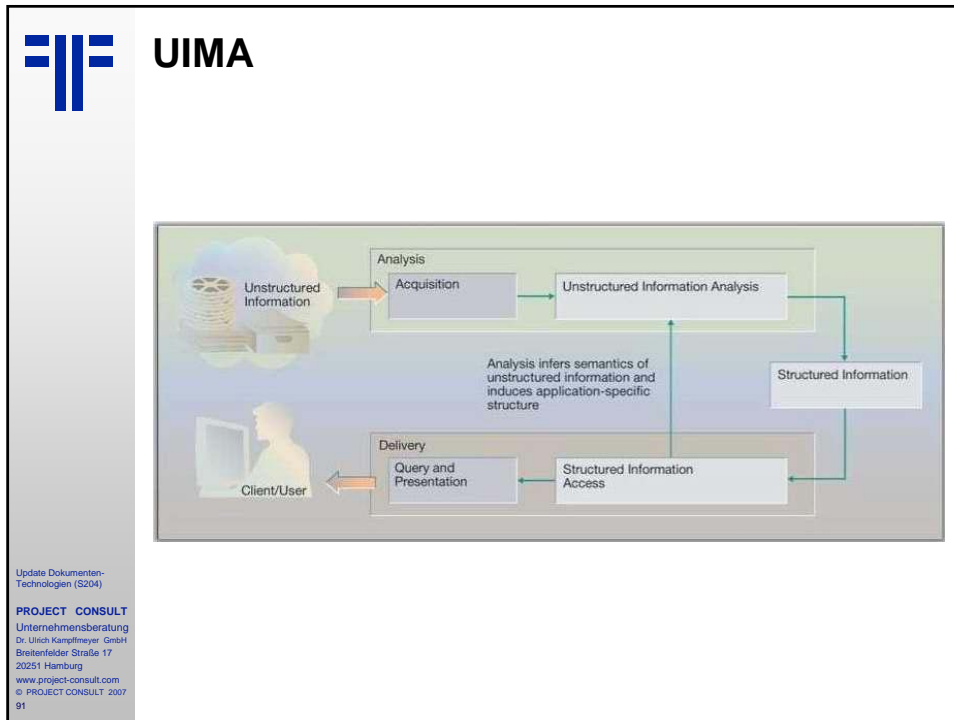 UIMA
Analysis
Unstructured
Information
Acquisition
Unstructured Information Analysis
Analysis infers semantics of
unstructured information and
induces application-specific
structure
Structured Information
Delivery
Query and
Presentation
Structured Information
Access
Client/User
Update Dokumenten-
Technologien (S204)
PROJECT CONSULT
Unternehmensberatung
Dr. Ulrich Kampffmeyer GmbH
Breitenfelder Straße 17
20251 Hamburg
www.project-consult.com
© PROJECT CONSULT 2007
91